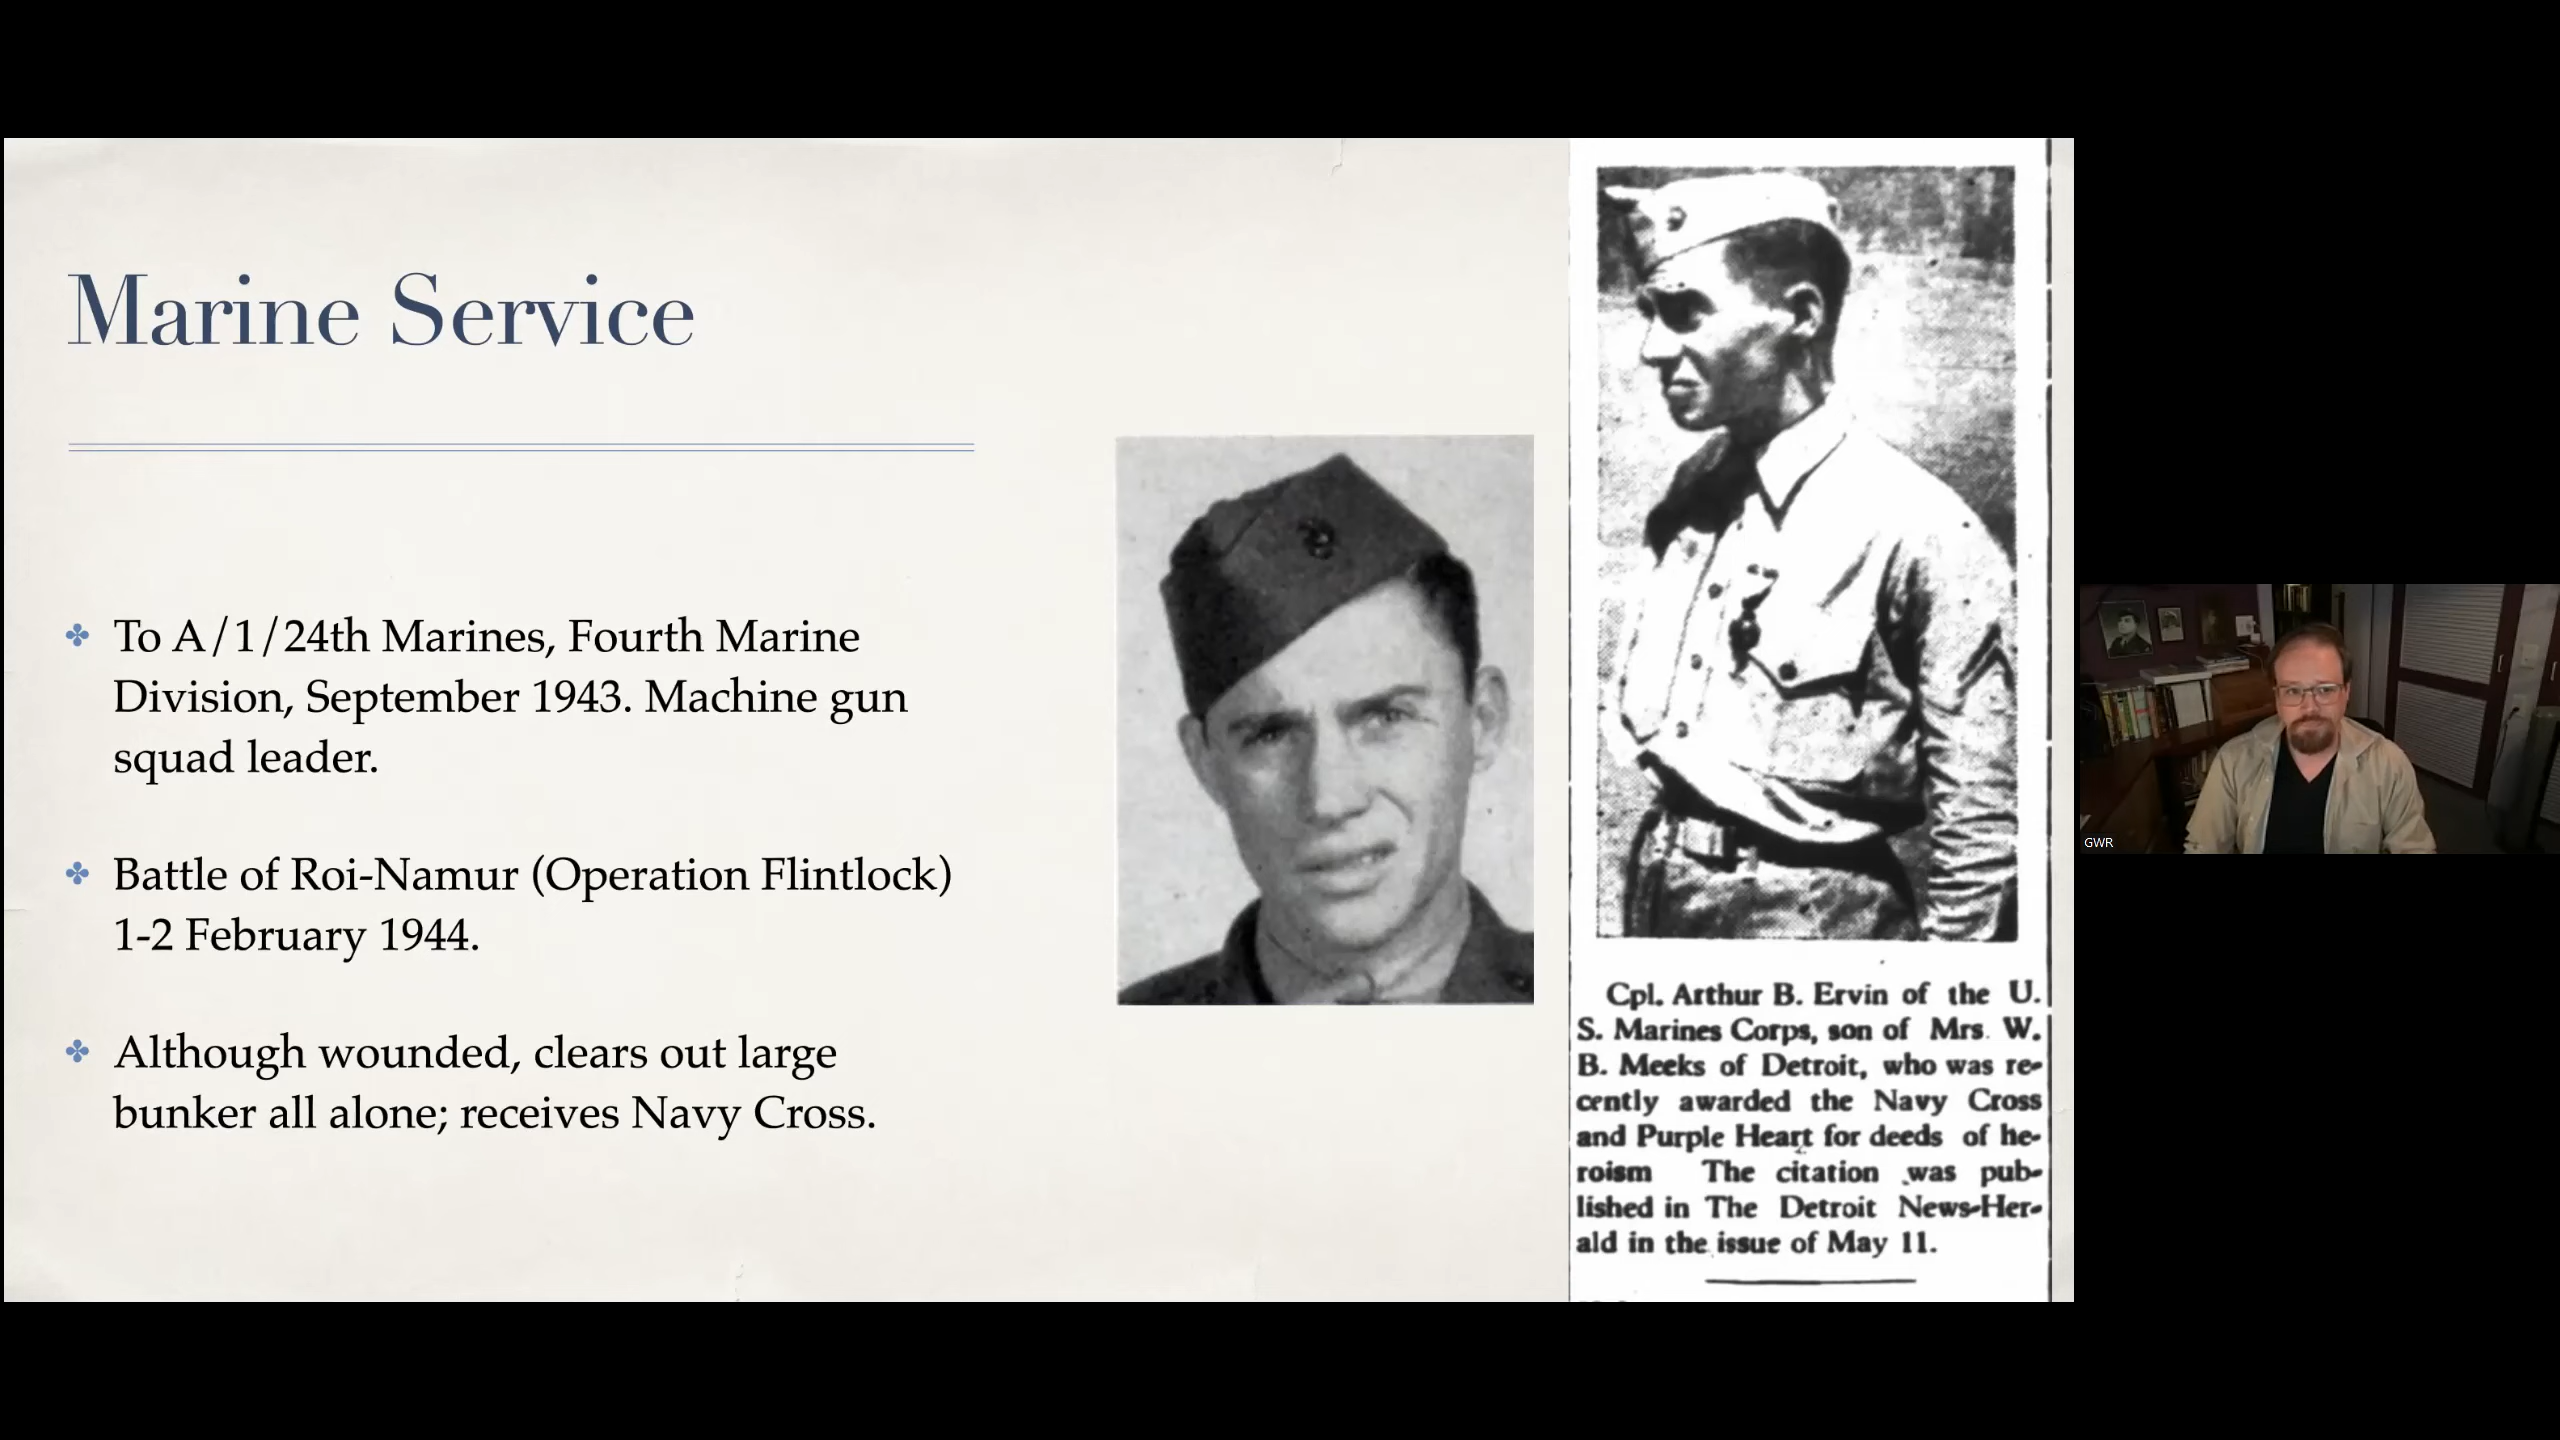 Marine Service
To A/1/24th Marines, Fourth Marine
Division, September 1943. Machine gun
squad leader.
Battle of Roi-Namur (Operation Flintlock)
1-2 February 1944.
Although wounded, clears out large
bunker all alone; receives Navy Cross.
Cpl. Arthur B. Ervin of the U.
S. Marines Corps, son of Mrs. W.
B. Meeks of Detroit, who was re-
cently awarded the Navy Cross
and Purple Heart for deeds of he-
roism The citation was pub-
lished in The Detroit News-Her-
ald in the issue of May 11.
GWR